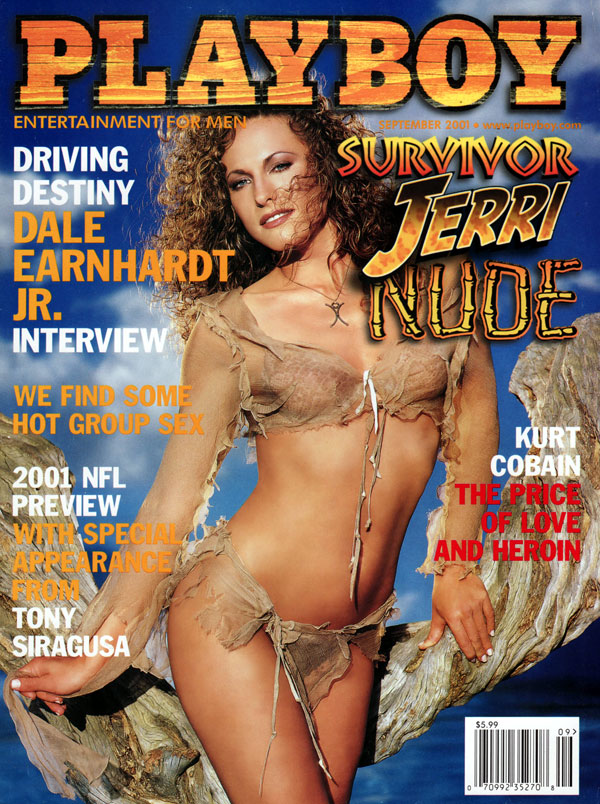 PLAYBOY
ENTERTAINMENT FOR MEN
SEPTEMBER 2001 • www.playboy.com
DRIVING
DESTINY
DALE
EARNHARDT
JR.
INTERVIEW
WE FIND SOME
HOT GROUP SEX
2001 NFL
PREVIEW
WITH SPECIAL
APPEARANCE
FROM
TONY
SIRAGUSA
SURVIVOR
JERRI
NUDE
KURT
COBAIN
THE PRICE
OF LOVE
AND HEROIN
$5.99
09>
0 70992 35270 8